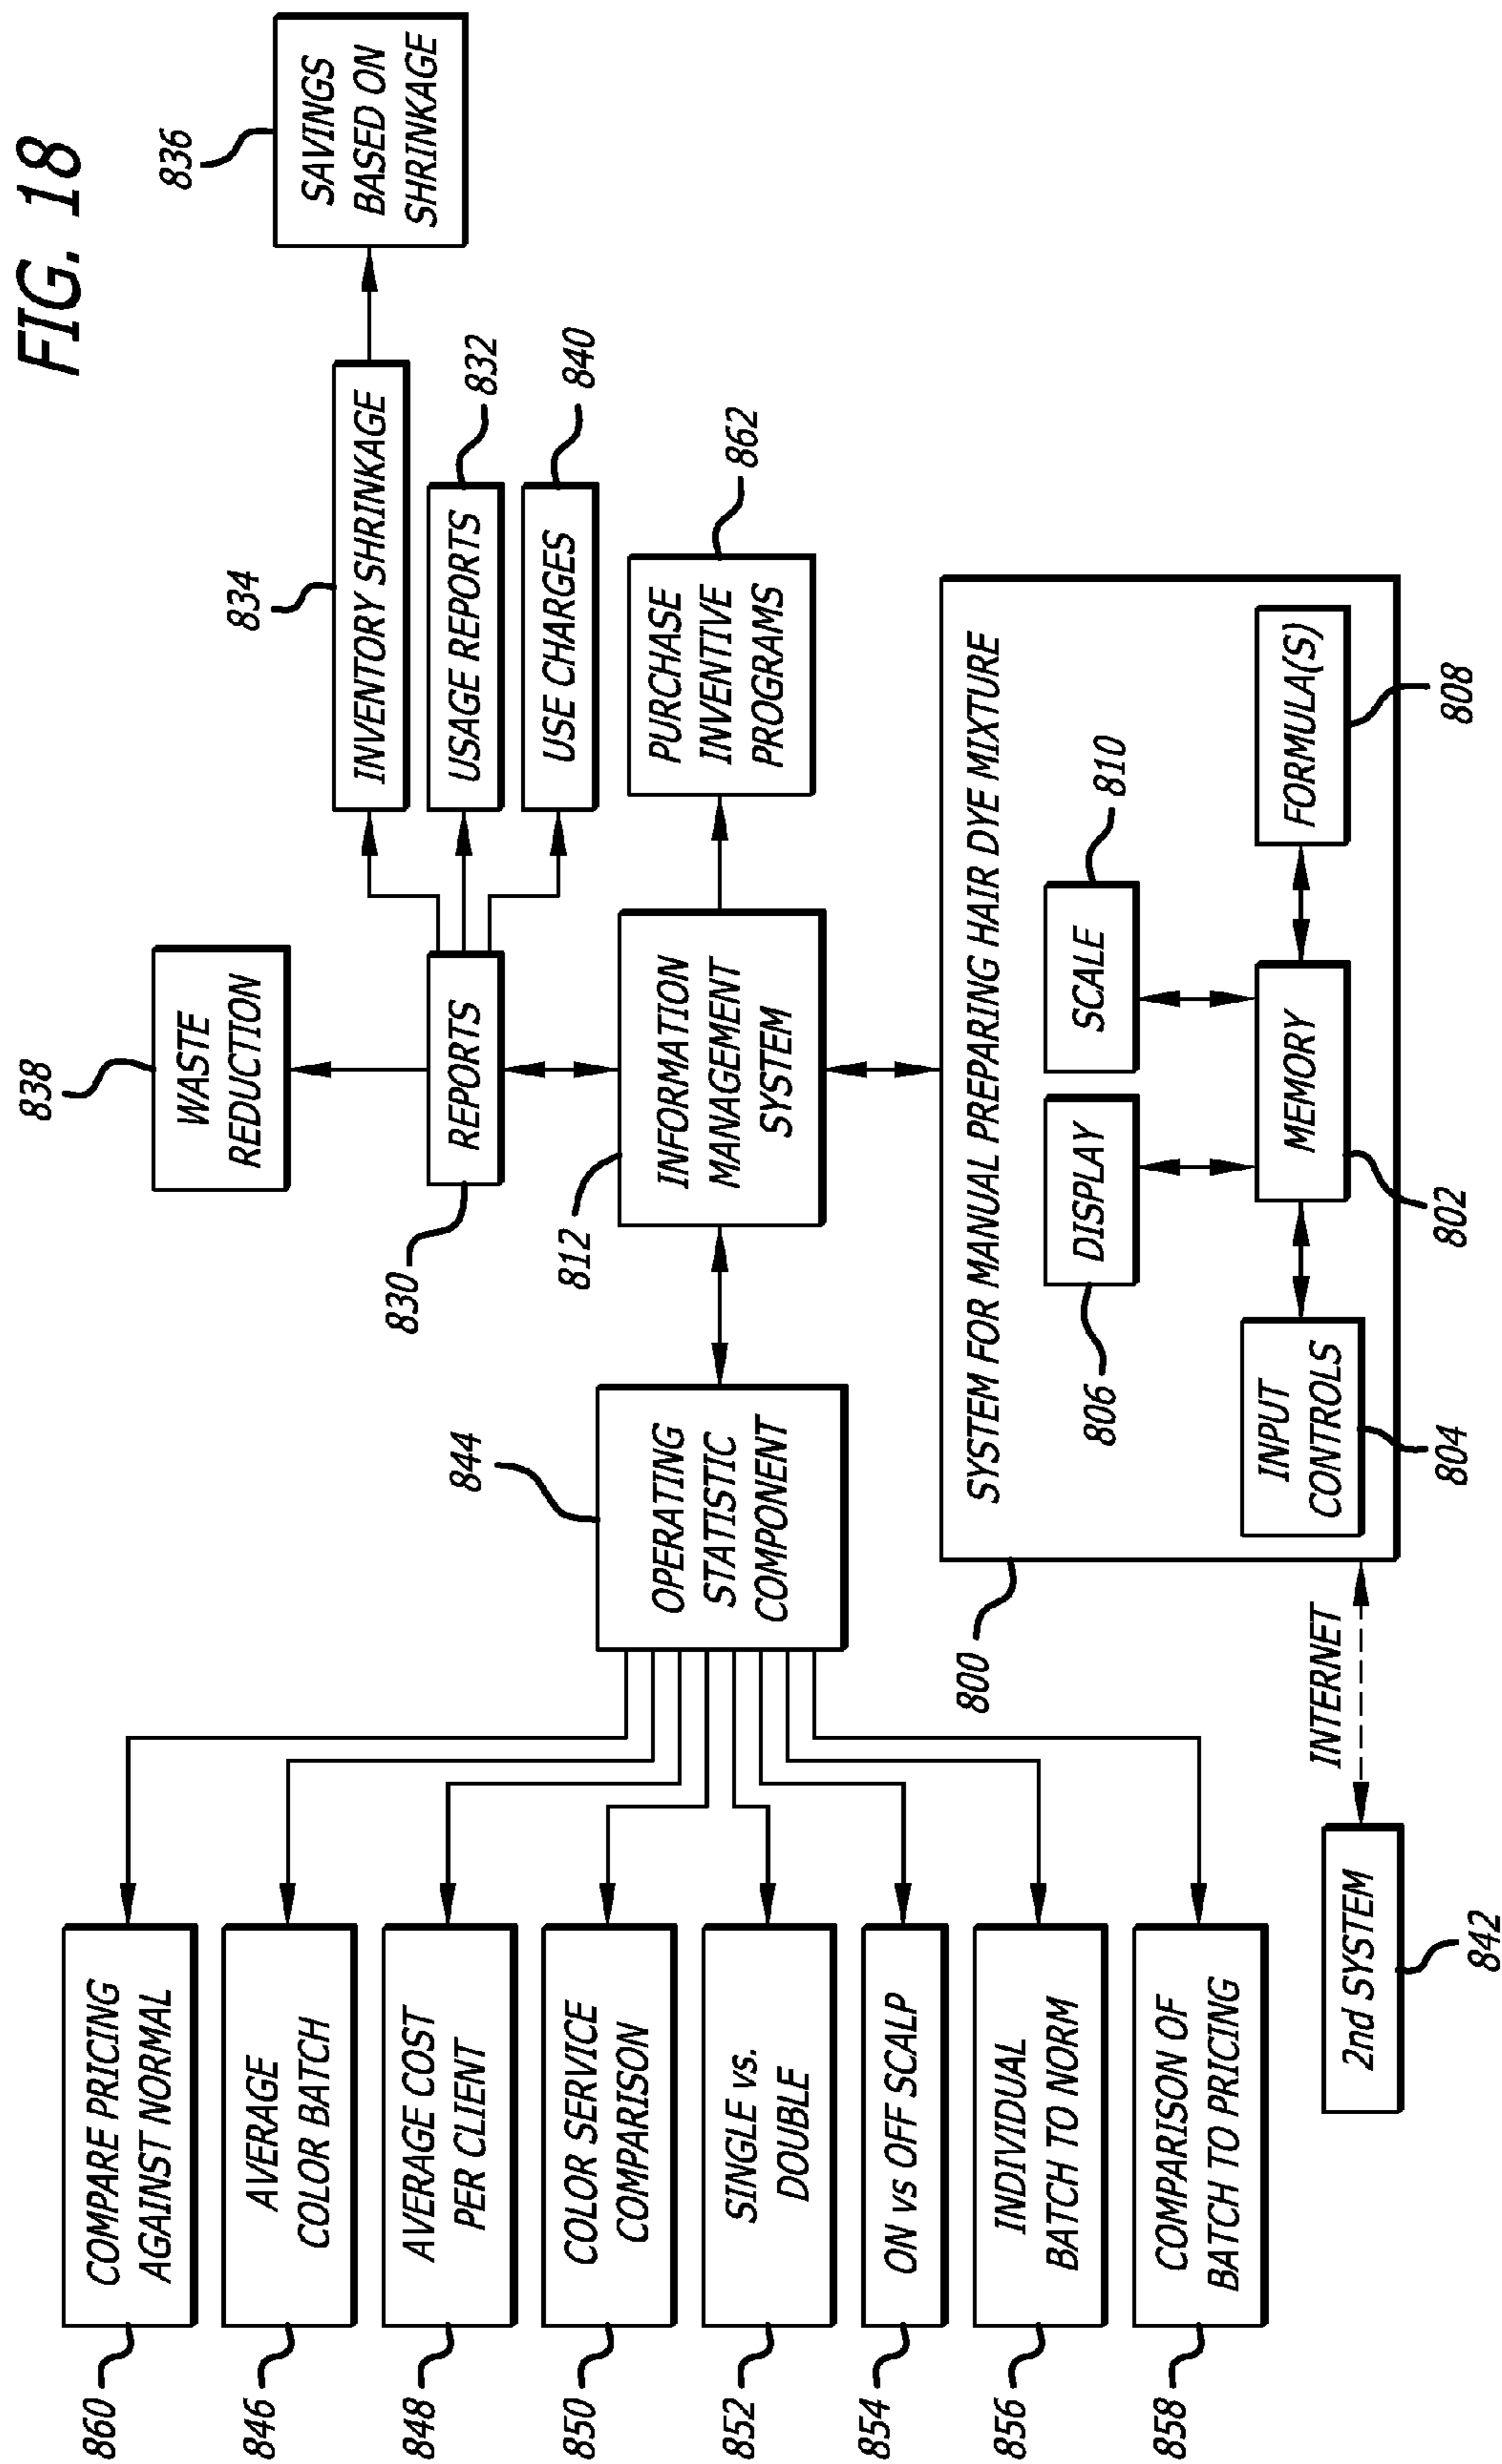 FIG. 18
836
SAVINGS
BASED ON
SHRINKAGE
834
INVENTORY SHRINKAGE
832
USAGE REPORTS
840
USE CHARGES
838
WASTE
REDUCTION
830
REPORTS
862
PURCHASE
INVENTIVE
PROGRAMS
812
INFORMATION
MANAGEMENT
SYSTEM
844
OPERATING
STATISTIC
COMPONENT
860
COMPARE PRICING
AGAINST NORMAL
846
AVERAGE
COLOR BATCH
848
AVERAGE COST
PER CLIENT
850
COLOR SERVICE
COMPARISON
852
SINGLE vs.
DOUBLE
854
ON vs OFF SCALP
856
INDIVIDUAL
BATCH TO NORM
858
COMPARISON OF
BATCH TO PRICING
800
SYSTEM FOR MANUAL PREPARING HAIR DYE MIXTURE
806
DISPLAY
810
SCALE
804
INPUT
CONTROLS
802
MEMORY
808
FORMULA(S)
INTERNET
2nd SYSTEM
842